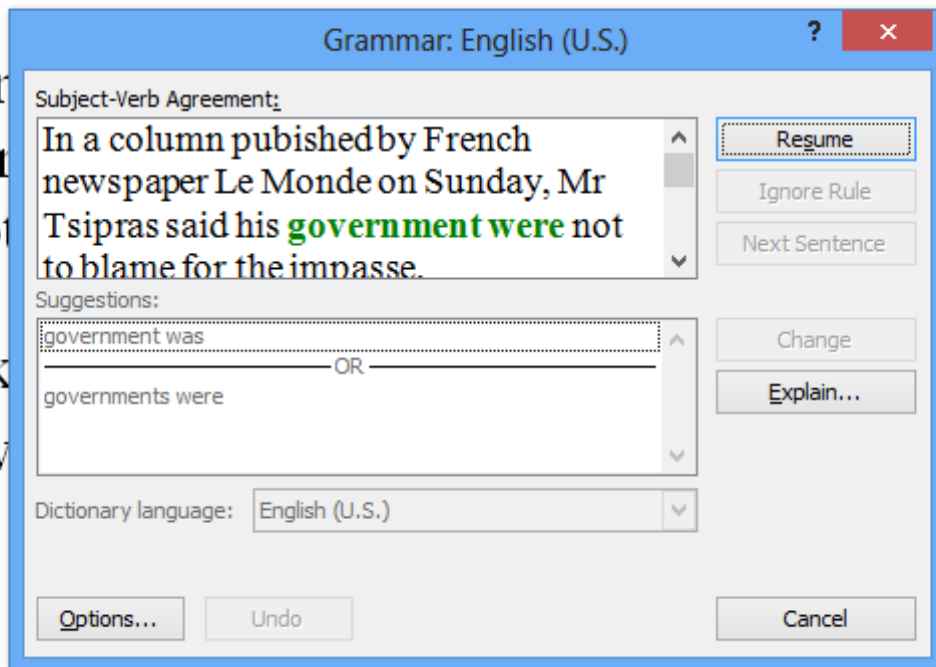 Grammar: English (U.S.)
?
Subject-Verb Agreement:
In a column pubished by French
newspaper Le Monde on Sunday, Mr
Tsipras said his government were not
to blame for the impasse.
Resume
Ignore Rule
Next Sentence
Suggestions:
government was
OR
governments were
Change
Explain...
Dictionary language: English (U.S.)
Options...
Undo
Cancel